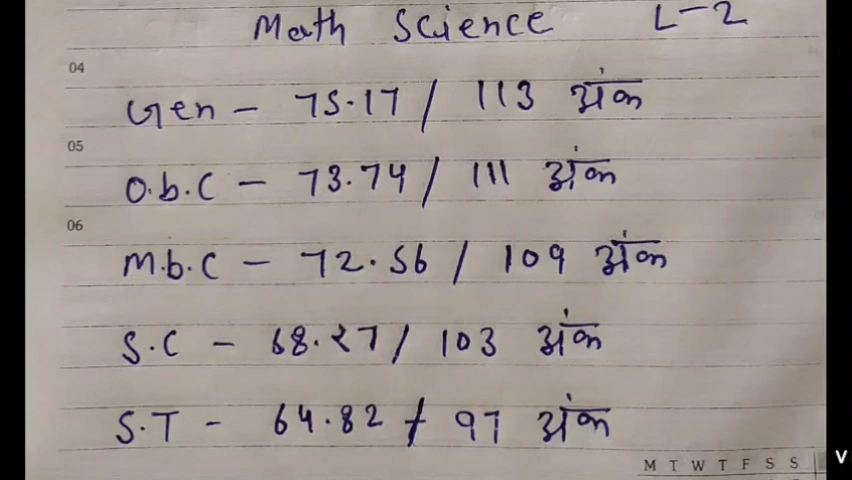 Math Science L-2
04
Gen - 75.17 / 113 अंक
05
O.b.C - 73.74 / 111 अंक
06
M.b.C - 72.56 / 109 अंक
S.C - 68.27 / 103 अंक
S.T - 64.82 / 97 अंक
M T W T F S S
V